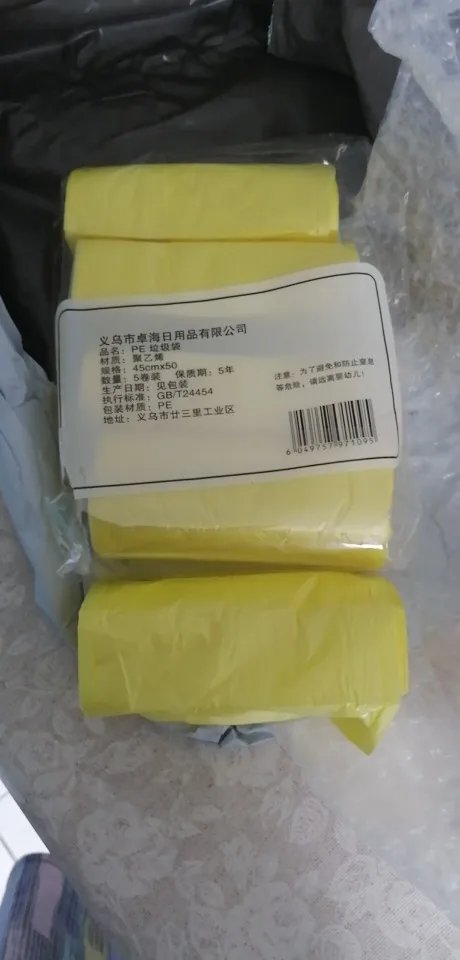 义乌市卓海日用品有限公司
品名：PE 垃圾袋
材质：聚乙烯
规格：45cmx50
数量：5卷装 保质期：5年
生产日期：见包装
执行标准：GB/T24454
包装材质：PE
地址：义乌市廿三里工业区
注意：为了避免和防止窒息
等危险，请远离婴幼儿！
6 049757 971095